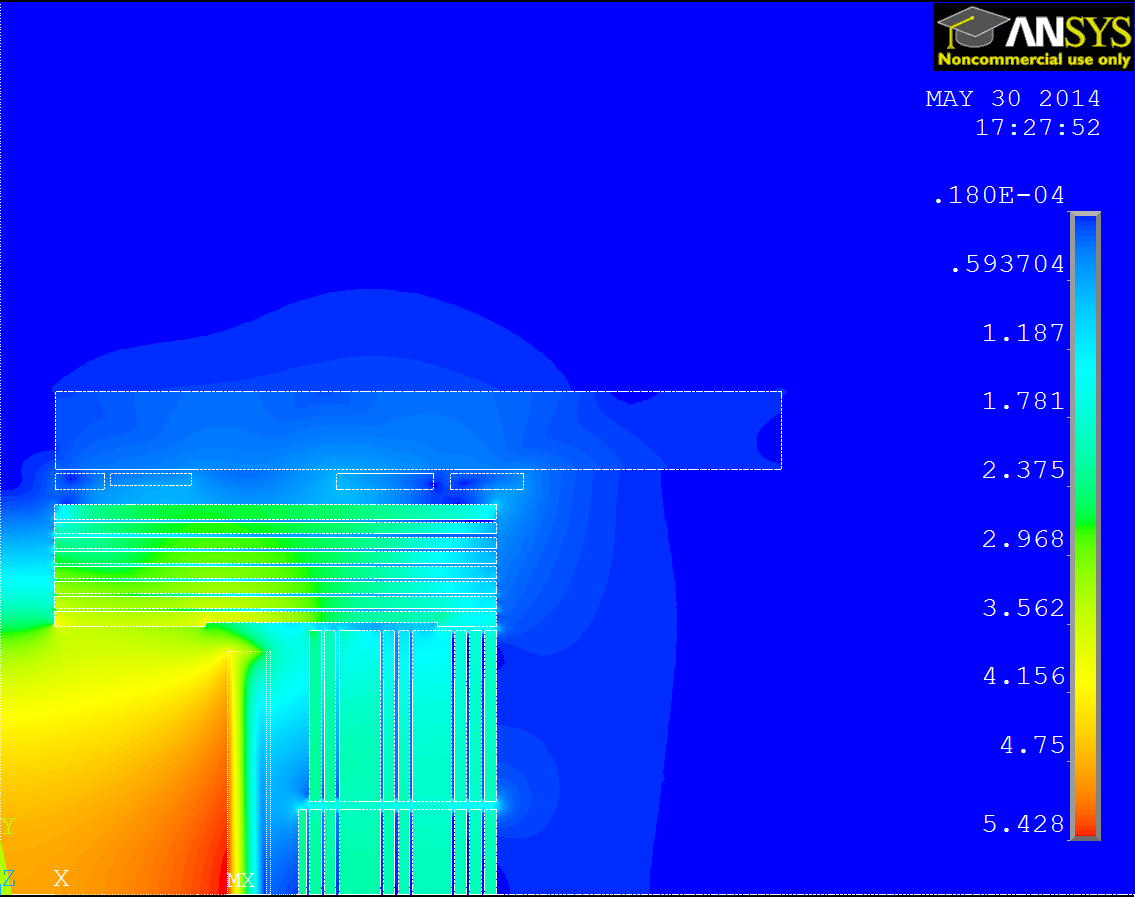 ANSYS
Noncommercial use only
MAY 30 2014
17:27:52
.180E-04
.593704
1.187
1.781
2.375
2.968
3.562
4.156
4.75
5.428
Y
Z X MX